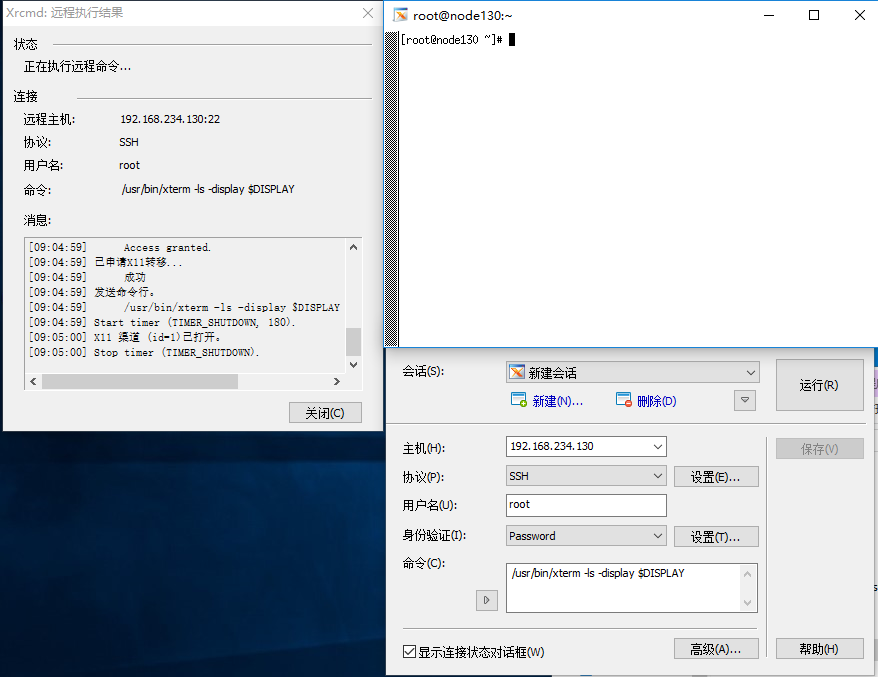 Xrcmd: 远程执行结果
状态
正在执行远程命令...
连接
远程主机: 192.168.234.130:22
协议: SSH
用户名: root
命令: /usr/bin/xterm -ls -display $DISPLAY
消息:
[09:04:59] Access granted.
[09:04:59] 已申请X11转移...
[09:04:59] 成功
[09:04:59] 发送命令行。
[09:04:59] /usr/bin/xterm -ls -display $DISPLAY
[09:04:59] Start timer (TIMER_SHUTDOWN, 180).
[09:05:00] X11 渠道 (id=1)已打开。
[09:05:00] Stop timer (TIMER_SHUTDOWN).
关闭(C)
root@node130:~
[root@node130 ~]#
会话(S): 新建会话
运行(R)
新建(N)... 删除(D)
主机(H): 192.168.234.130
保存(V)
协议(P): SSH 设置(E)...
用户名(U): root
身份验证(I): Password 设置(T)...
命令(C): /usr/bin/xterm -ls -display $DISPLAY
显示连接状态对话框(W) 高级(A)... 帮助(H)